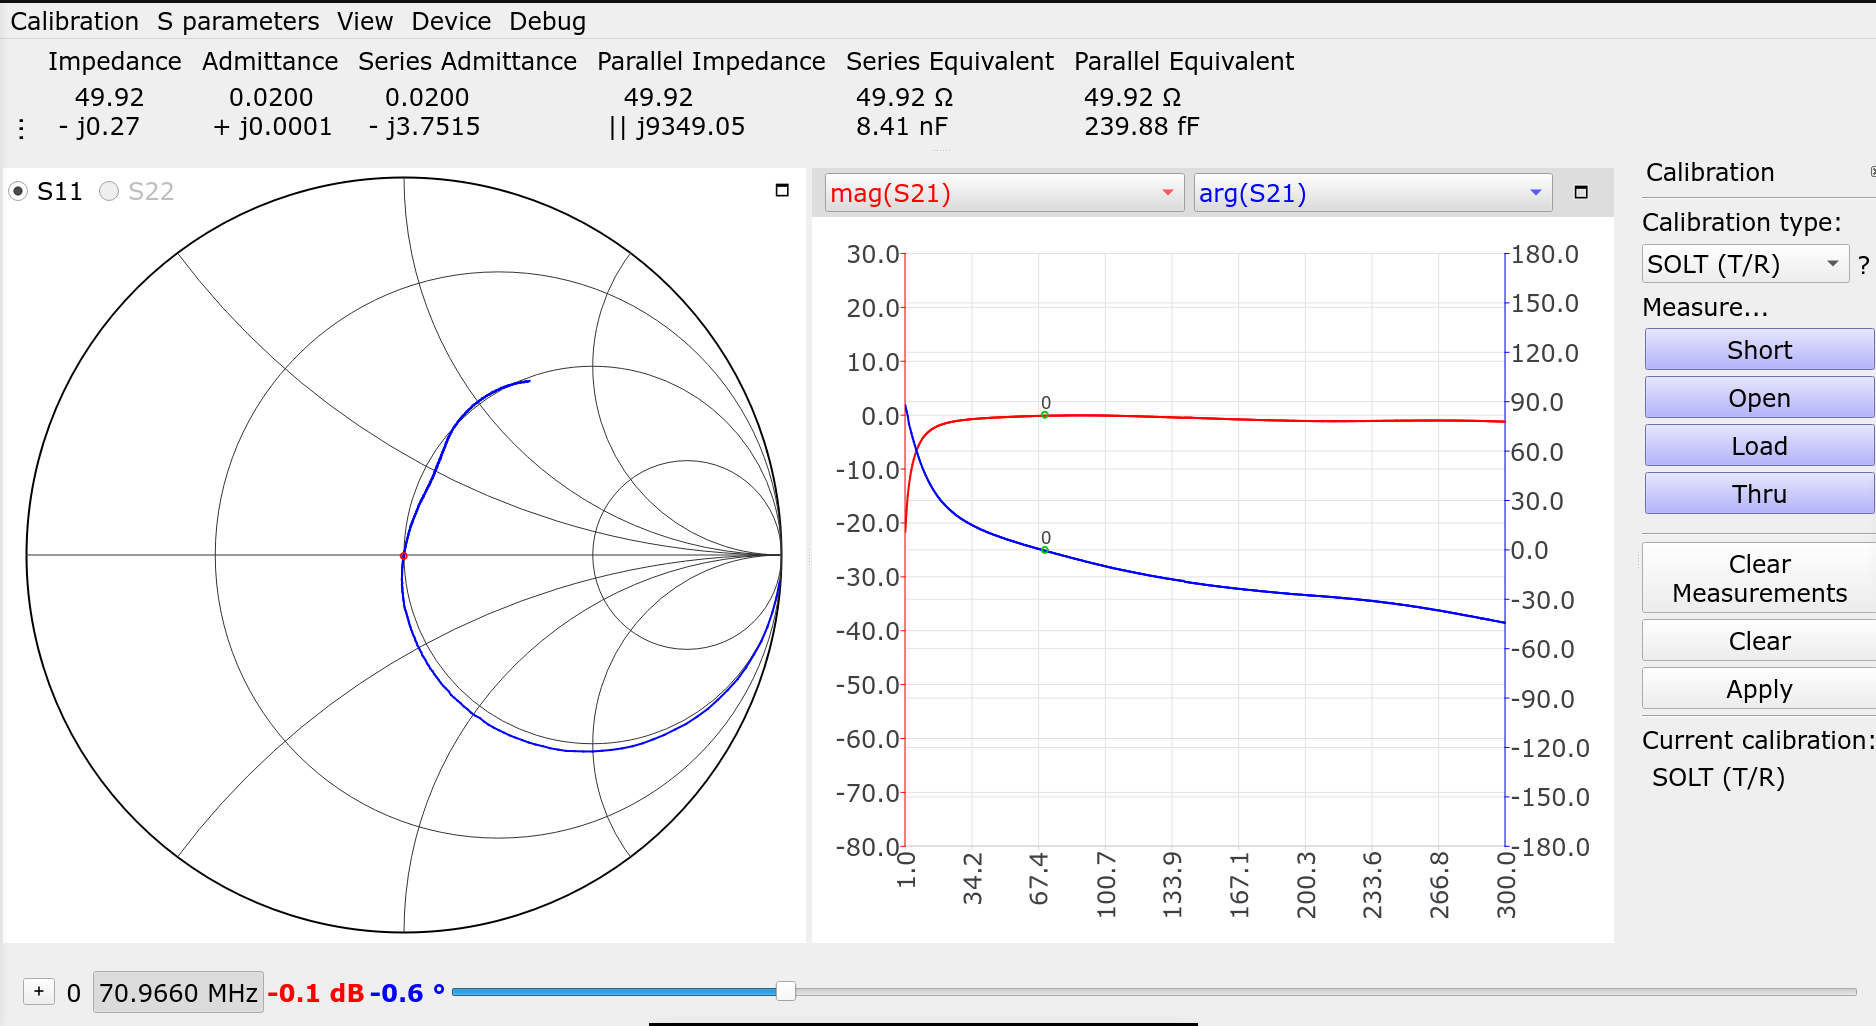 Calibration S parameters View Device Debug
Impedance Admittance Series Admittance Parallel Impedance Series Equivalent Parallel Equivalent
49.92 0.0200 0.0200 49.92 49.92 Ω 49.92 Ω
- j0.27 + j0.0001 - j3.7515 || j9349.05 8.41 nF 239.88 fF
S11 S22
mag(S21) arg(S21)
30.0
20.0
10.0
0.0
-10.0
-20.0
-30.0
-40.0
-50.0
-60.0
-70.0
-80.0
0
0
180.0
150.0
120.0
90.0
60.0
30.0
0.0
-30.0
-60.0
-90.0
-120.0
-150.0
-180.0
1.0 34.2 67.4 100.7 133.9 167.1 200.3 233.6 266.8 300.0
Calibration
Calibration type:
SOLT (T/R) ?
Measure...
Short
Open
Load
Thru
Clear
Measurements
Clear
Apply
Current calibration:
SOLT (T/R)
+ 0 70.9660 MHz -0.1 dB -0.6 °